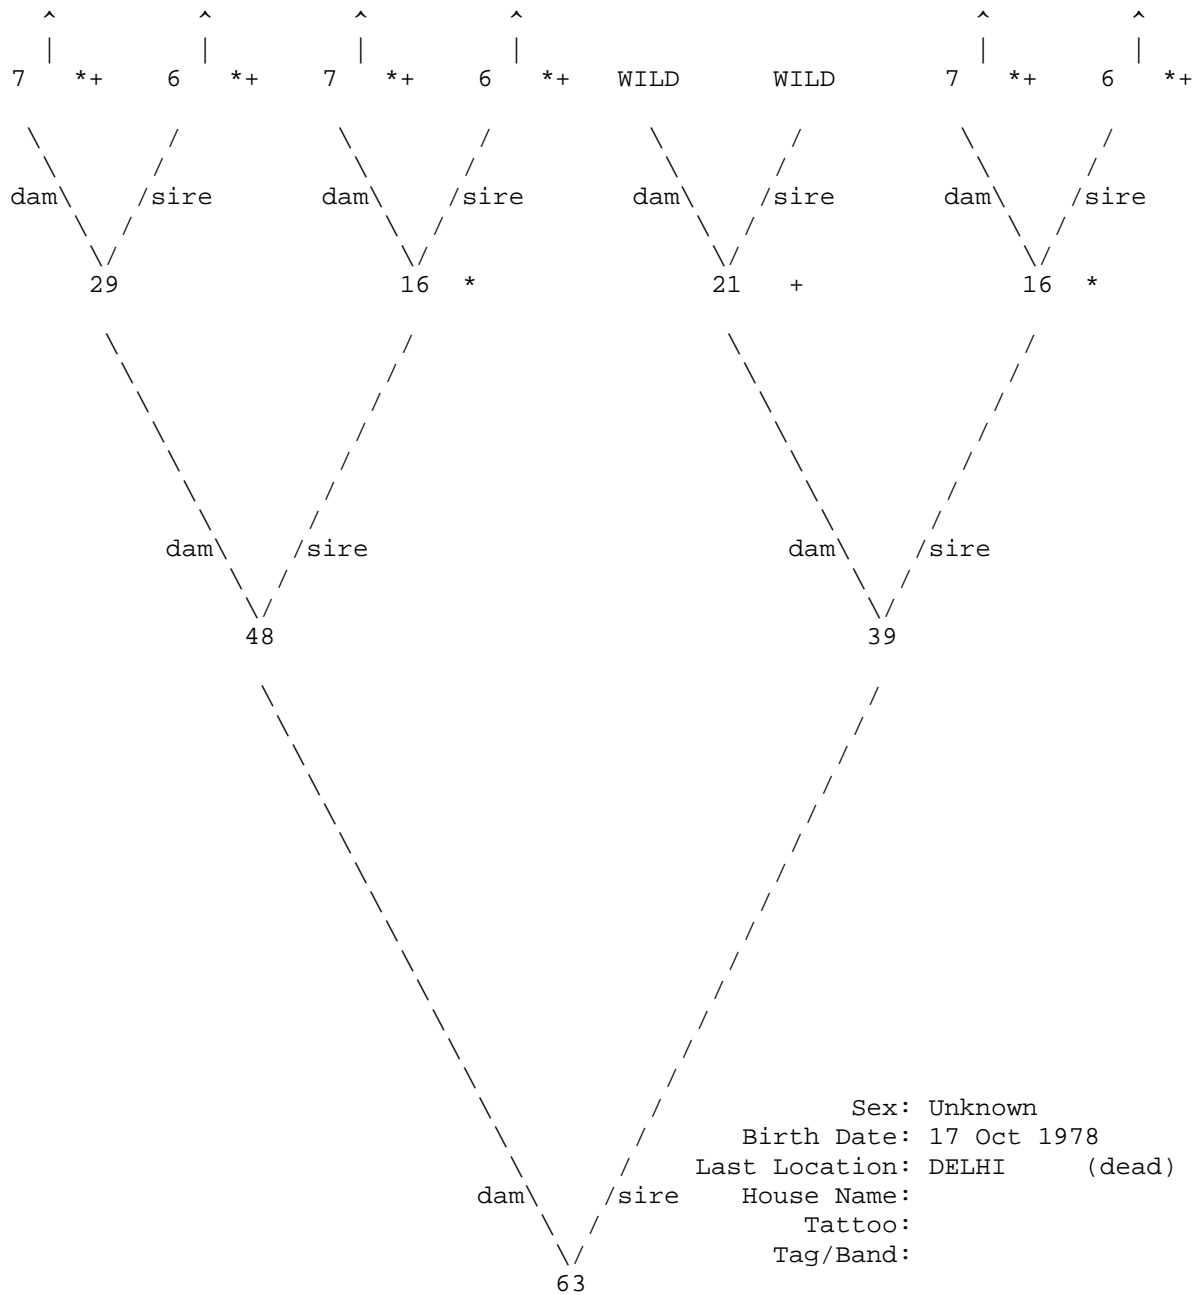 ^ ^ ^ ^ ^ ^
| | | | | |
7 *+ 6 *+ 7 *+ 6 *+ WILD WILD 7 *+ 6 *+
dam sire dam sire dam sire dam sire
29 16 * 21 + 16 *
dam sire dam sire
48 39
Sex: Unknown
Birth Date: 17 Oct 1978
Last Location: DELHI (dead)
dam sire House Name:
Tattoo:
Tag/Band:
63